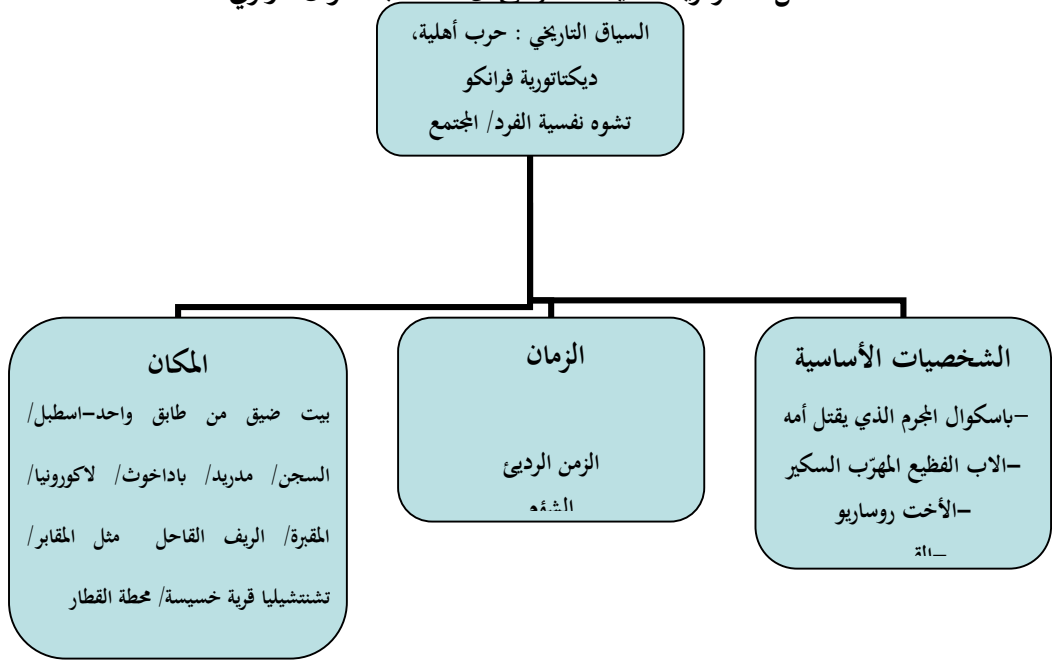 السياق التاريخي : حرب أهلية،
ديكتاتورية فرانكو
تشوه نفسية الفرد/ المجتمع
الشخصيات الأساسية
–باسكوال المجرم الذي يقتل أمه
–الاب الفظيع المهرّب السكير
–الأخت روساريو
الزمان
الزمن الرديئ
الشؤم
المكان
بيت ضيق من طابق واحد–اسطبل/
السجن/ مدريد/ باداخوث/ لاكورونيا/
المقبرة/ الريف القاحل مثل المقابر/
تشنتشيليا قرية خسيسة/ محطة القطار